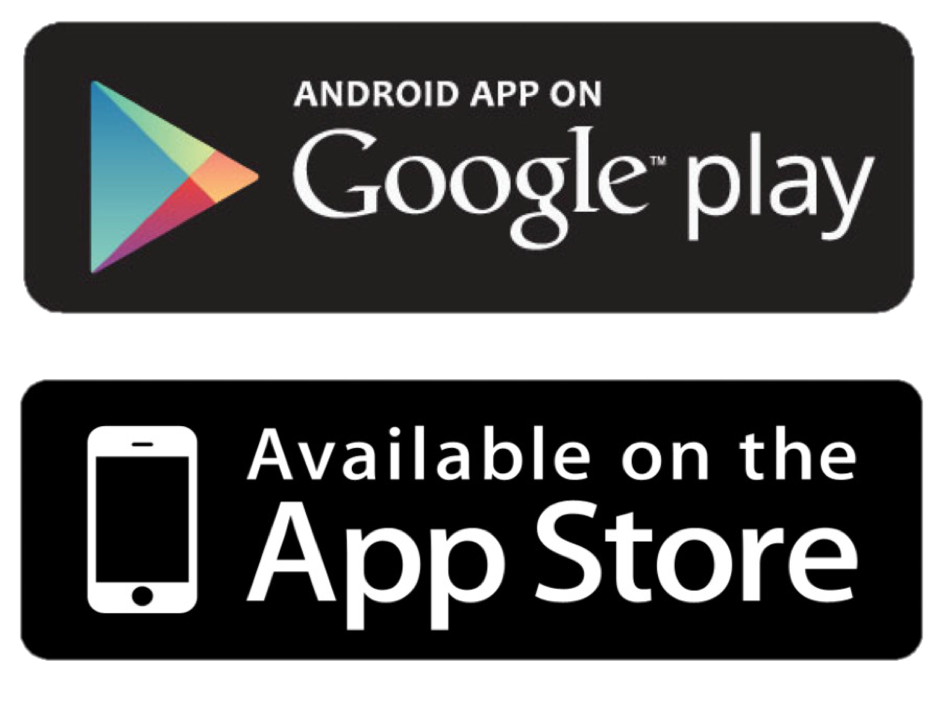 ANDROID APP ON
Google™ play
Available on the
App Store